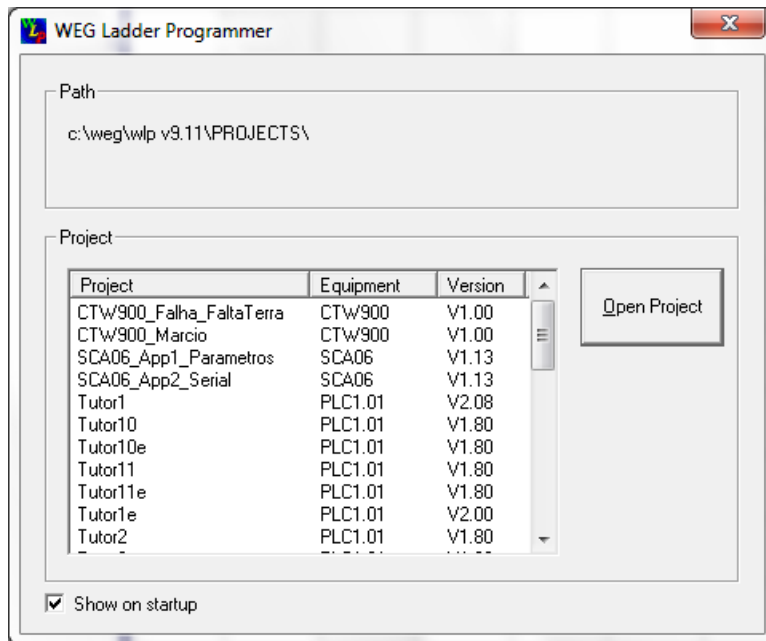 WEG Ladder Programmer
Path
c:\weg\wlp v9.11\PROJECTS\
Project
Project Equipment Version
CTW900_Falha_FaltaTerra CTW900 V1.00
CTW900_Marcio CTW900 V1.00
SCA06_App1_Parametros SCA06 V1.13
SCA06_App2_Serial SCA06 V1.13
Tutor1 PLC1.01 V2.08
Tutor10 PLC1.01 V1.80
Tutor10e PLC1.01 V1.80
Tutor11 PLC1.01 V1.80
Tutor11e PLC1.01 V1.80
Tutor1e PLC1.01 V2.00
Tutor2 PLC1.01 V1.80
Open Project
Show on startup